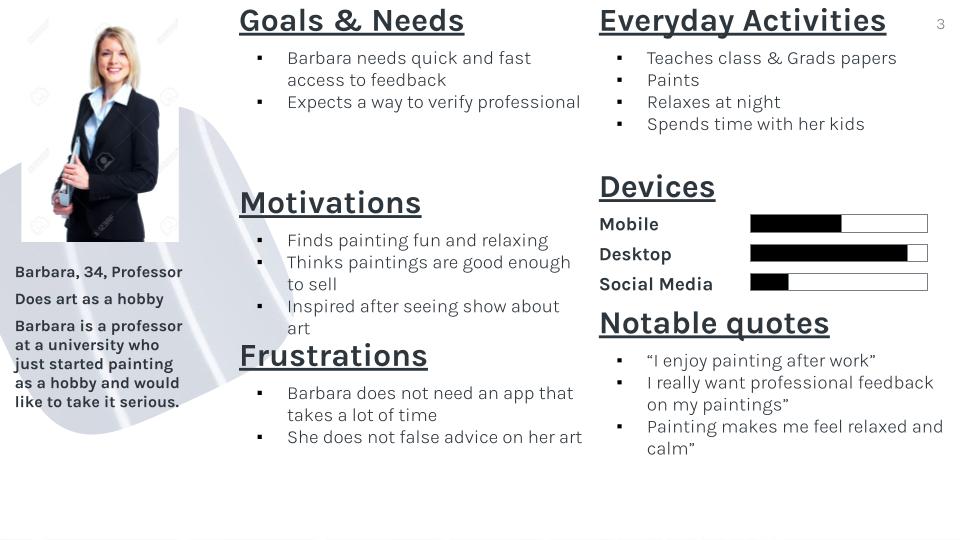 3
Barbara, 34, Professor
Does art as a hobby
Barbara is a professor
at a university who
just started painting
as a hobby and would
like to take it serious.
Goals & Needs
▪ Barbara needs quick and fast
access to feedback
▪ Expects a way to verify professional
Motivations
▪ Finds painting fun and relaxing
▪ Thinks paintings are good enough
to sell
▪ Inspired after seeing show about
art
Frustrations
▪ Barbara does not need an app that
takes a lot of time
▪ She does not false advice on her art
Everyday Activities
▪ Teaches class & Grads papers
▪ Paints
▪ Relaxes at night
▪ Spends time with her kids
Devices
Mobile
Desktop
Social Media
Notable quotes
▪ “I enjoy painting after work”
▪ I really want professional feedback
on my paintings”
▪ Painting makes me feel relaxed and
calm”